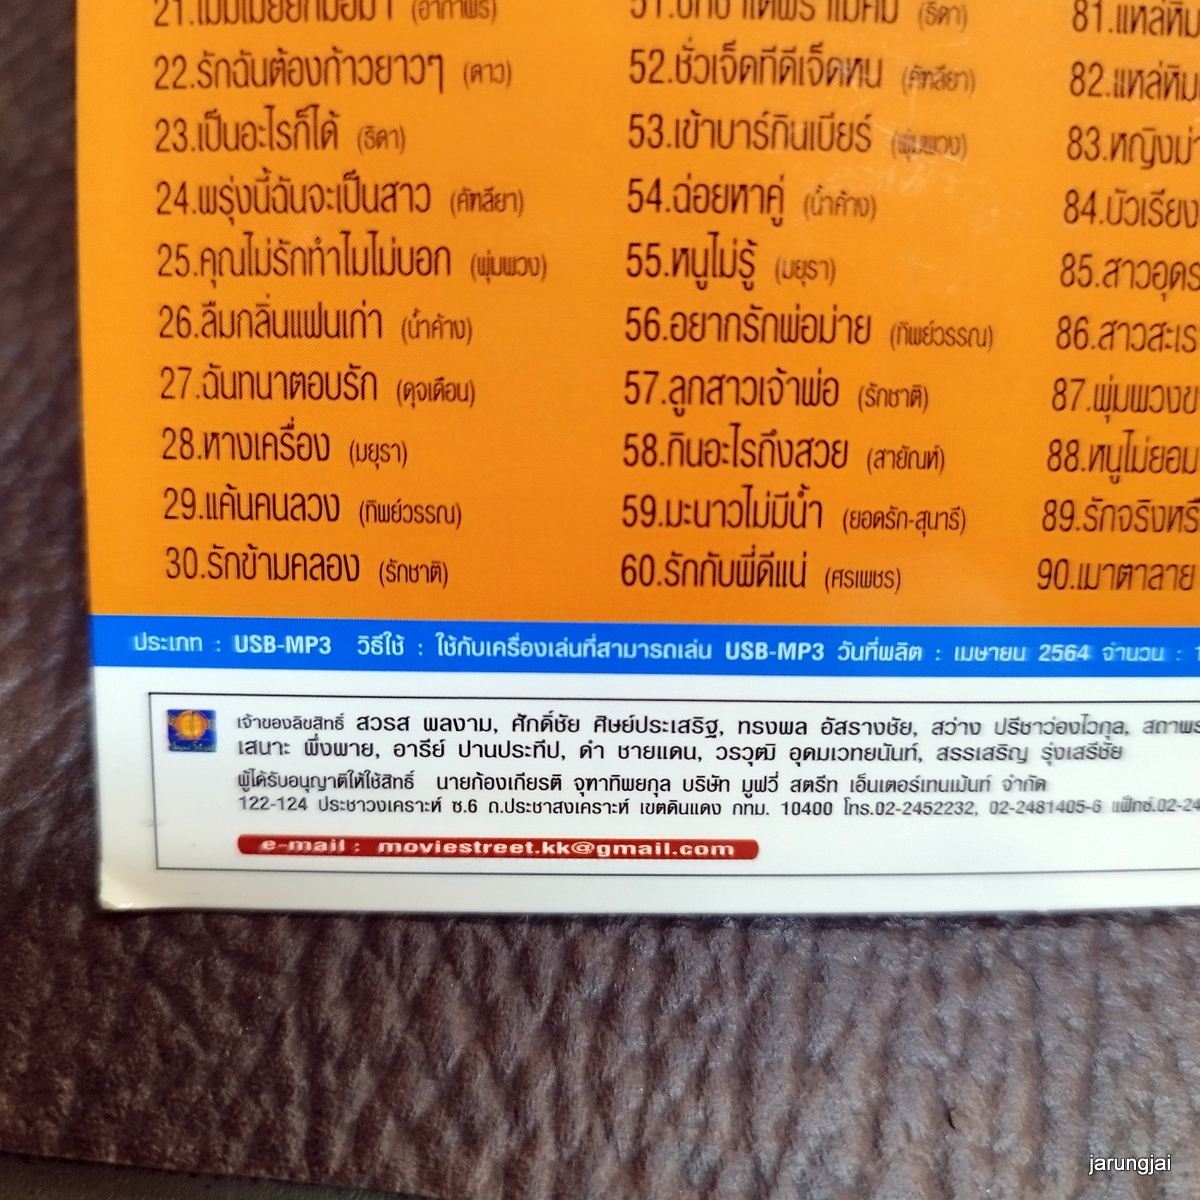 22.รักฉันต้องก้าวยาวๆ (ดาว)
23.เป็นอะไรก็ได้ (ธิดา)
24.พรุ่งนี้ฉันจะเป็นสาว (คัทลียา)
25.คุณไม่รักทำไมไม่บอก (พุ่มพวง)
26.ลืมกลิ่นแฟนเก่า (น้ำค้าง)
27.ฉันทนาตอบรัก (ดุจเดือน)
28.หางเครื่อง (มยุรา)
29.แค้นคนลวง (ทิพย์วรรณ)
30.รักข้ามคลอง (รักชาติ)
(ธิดา)
52.ชั่วเจ็ดทีดีเจ็ดหน (คัทลียา)
53.เข้าบาร์กินเบียร์ (พุ่มพวง)
54.ฉ่อยหาคู่ (น้ำค้าง)
55.หนูไม่รู้ (มยุรา)
56.อยากรักพ่อม่าย (ทิพย์วรรณ)
57.ลูกสาวเจ้าพ่อ (รักชาติ)
58.กินอะไรถึงสวย (สายัณห์)
59.มะนาวไม่มีน้ำ (ยอดรัก-สุนารี)
60.รักกับพี่ดีแน่ (ศรเพชร)
81.แหล่หิม
82.แหล่หิม
83.หญิงม่า
84.บัวเรียง
85.สาวอุดร
86.สาวสะเร
87.พุ่มพวงข
88.หนูไม่ยอม
89.รักจริงหรื
90.เมาตาลาย
ประเภท : USB-MP3 วิธีใช้ : ใช้กับเครื่องเล่นที่สามารถเล่น USB-MP3 วันที่ผลิต : เมษายน 2564 จำนวน : 1
เจ้าของลิขสิทธิ์ สวรส พลงาม, ศักดิ์ชัย ศิษย์ประเสริฐ, ทรงพล อัสรางชัย, สว่าง ปรีชาว่องไวกุล, สถาพร
เสนาะ พึ่งพาย, อารีย์ ปานประทีป, ดำ ชายแดน, วรวุฒิ อุดมเวทยนันท์, สรรเสริญ รุ่งเสรีชัย
ผู้ได้รับอนุญาติให้ใช้สิทธิ์ นายก้องเกียรติ จุฑาทิพยกุล บริษัท มูฟวี่ สตรีท เอ็นเตอร์เทนเม้นท์ จำกัด
122-124 ประชาวงเคราะห์ ซ.6 ถ.ประชาสงเคราะห์ เขตดินแดง กทม. 10400 โทร.02-2452232, 02-2481405-6 แฟ็กซ์.02-24
e-mail : moviestreet.kk@gmail.com
jarungjai